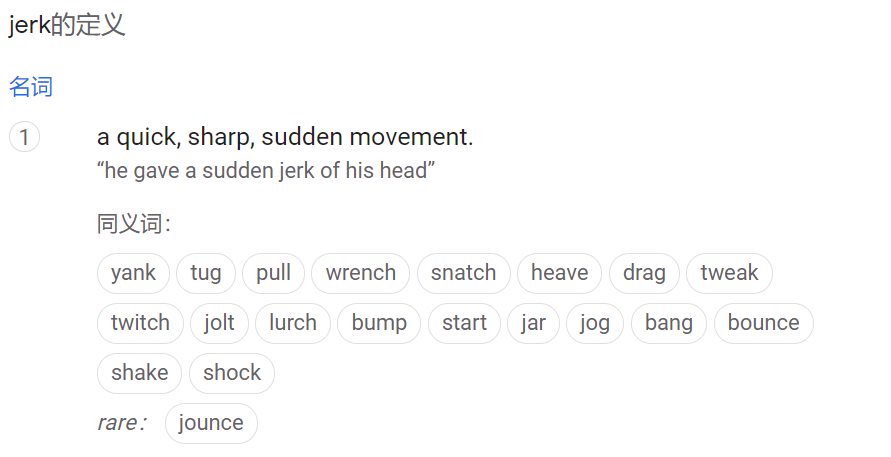 jerk的定义
名词
1 a quick, sharp, sudden movement.
“he gave a sudden jerk of his head”
同义词：
yank tug pull wrench snatch heave drag tweak
twitch jolt lurch bump start jar jog bang bounce
shake shock
rare： jounce